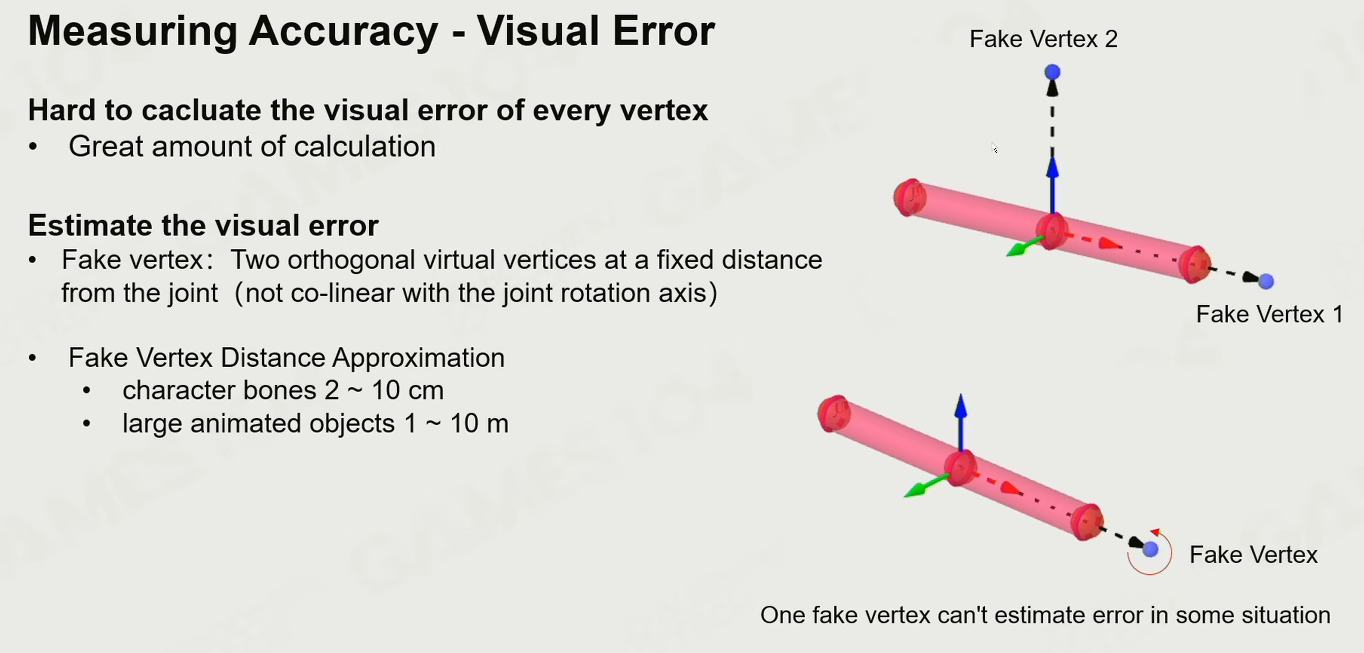 Measuring Accuracy - Visual Error
Hard to cacluate the visual error of every vertex
• Great amount of calculation
Estimate the visual error
• Fake vertex：Two orthogonal virtual vertices at a fixed distance
from the joint（not co-linear with the joint rotation axis）
• Fake Vertex Distance Approximation
• character bones 2 ~ 10 cm
• large animated objects 1 ~ 10 m
Fake Vertex 2
Fake Vertex 1
Fake Vertex
One fake vertex can't estimate error in some situation
GAMES104